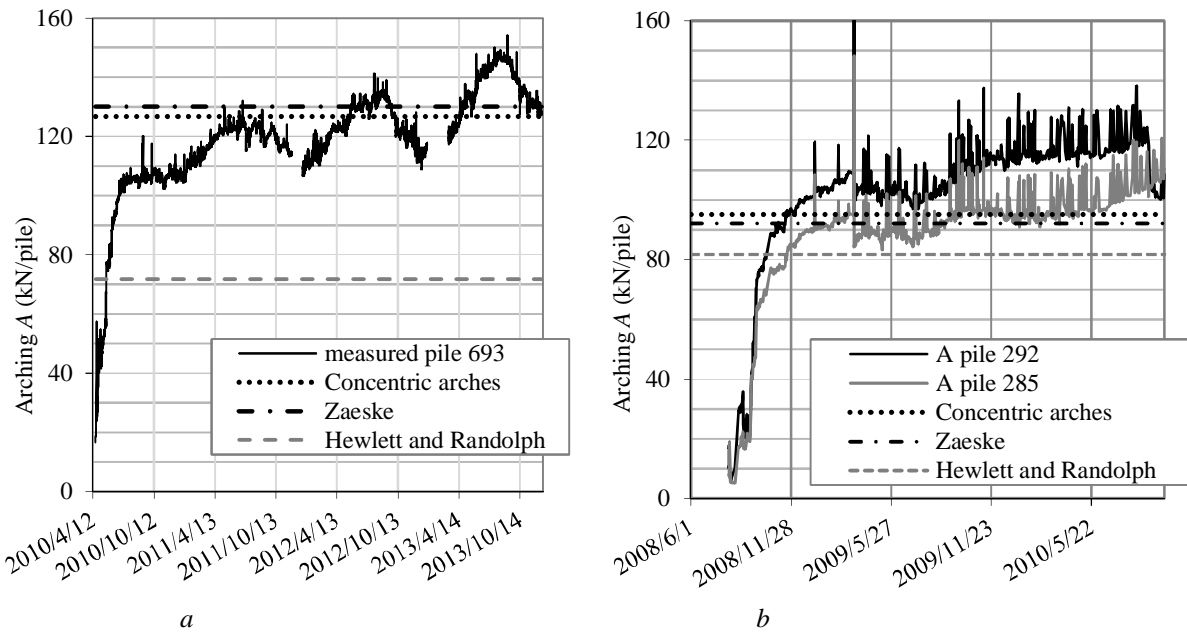 160
120
80
40
0
Arching A (kN/pile)
measured pile 693
Concentric arches
Zaeske
Hewlett and Randolph
2010/4/12
2010/10/12
2011/4/13
2011/10/13
2012/4/13
2012/10/13
2013/4/14
2013/10/14
a
160
120
80
40
0
Arching A (kN/pile)
A pile 292
A pile 285
Concentric arches
Zaeske
Hewlett and Randolph
2008/6/1
2008/11/28
2009/5/27
2009/11/23
2010/5/22
b